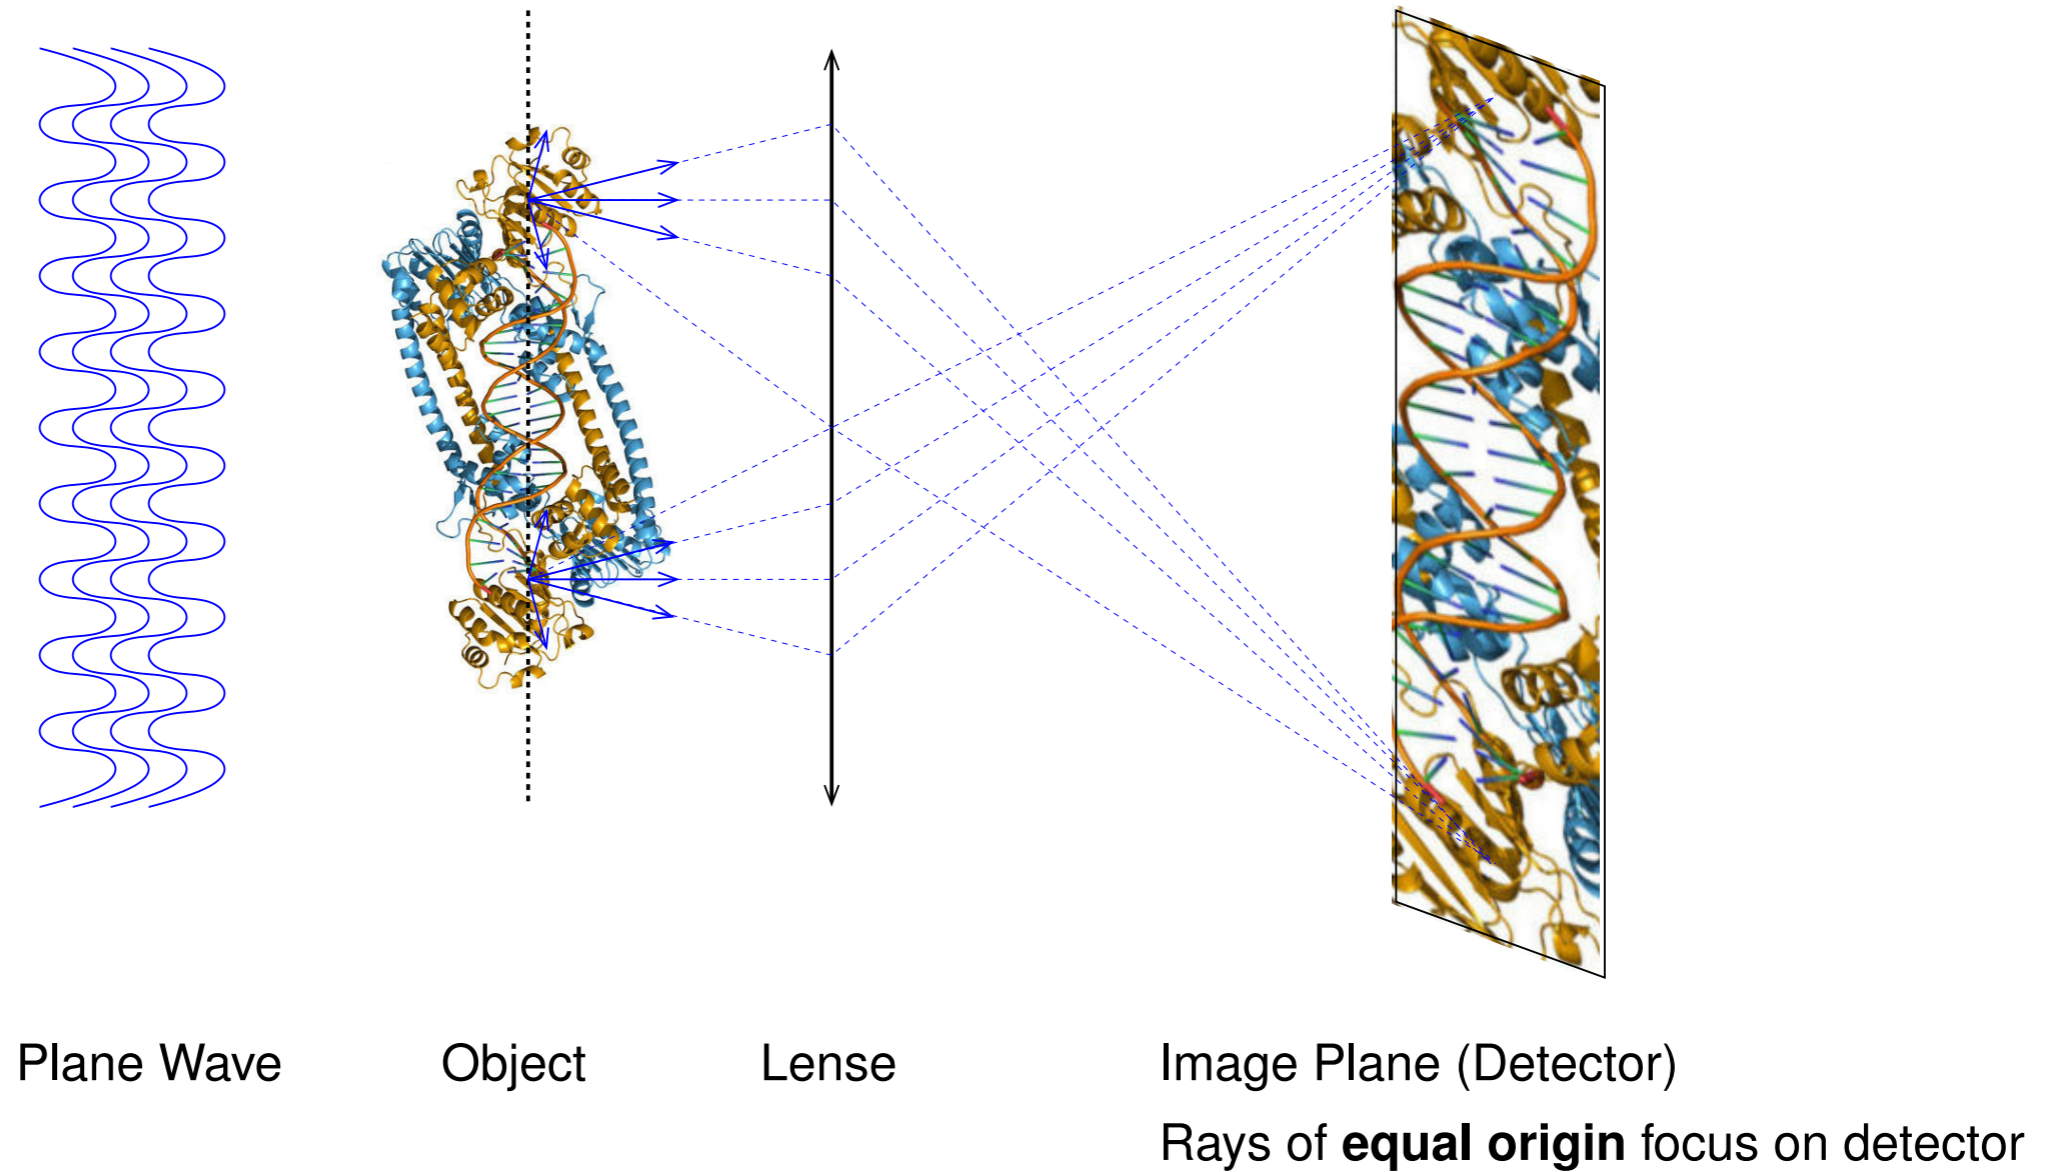 Plane Wave Object Lense Image Plane (Detector)
Rays of equal origin focus on detector